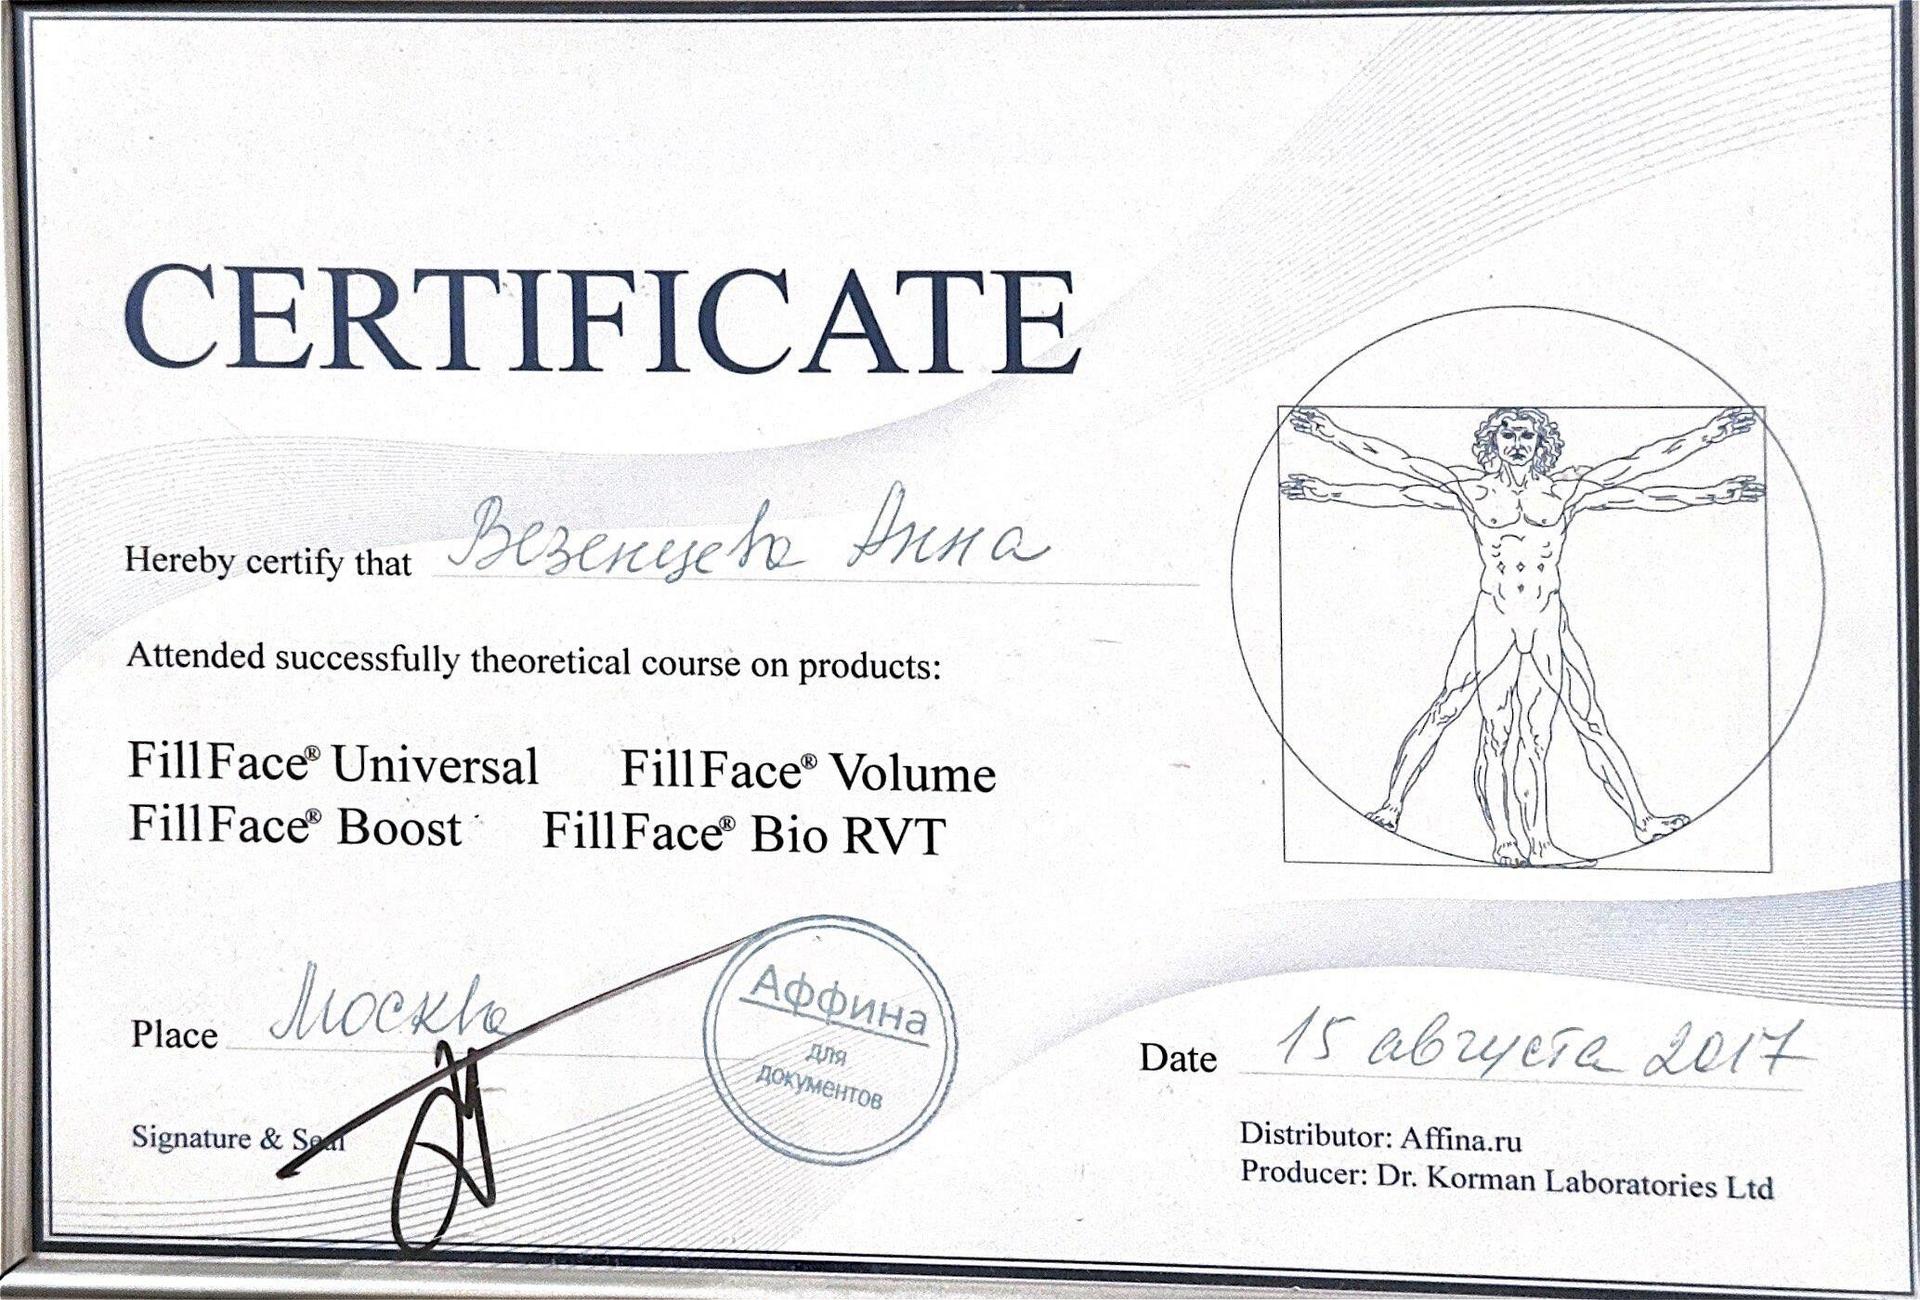 CERTIFICATE
Hereby certify that Везенцева Анна
Attended successfully theoretical course on products:
FillFace® Universal FillFace® Volume
FillFace® Boost FillFace® Bio RVT
Place Москва
Аффина
для
документов
Date 15 августа 2017
Signature & Seal
Distributor: Affina.ru
Producer: Dr. Korman Laboratories Ltd